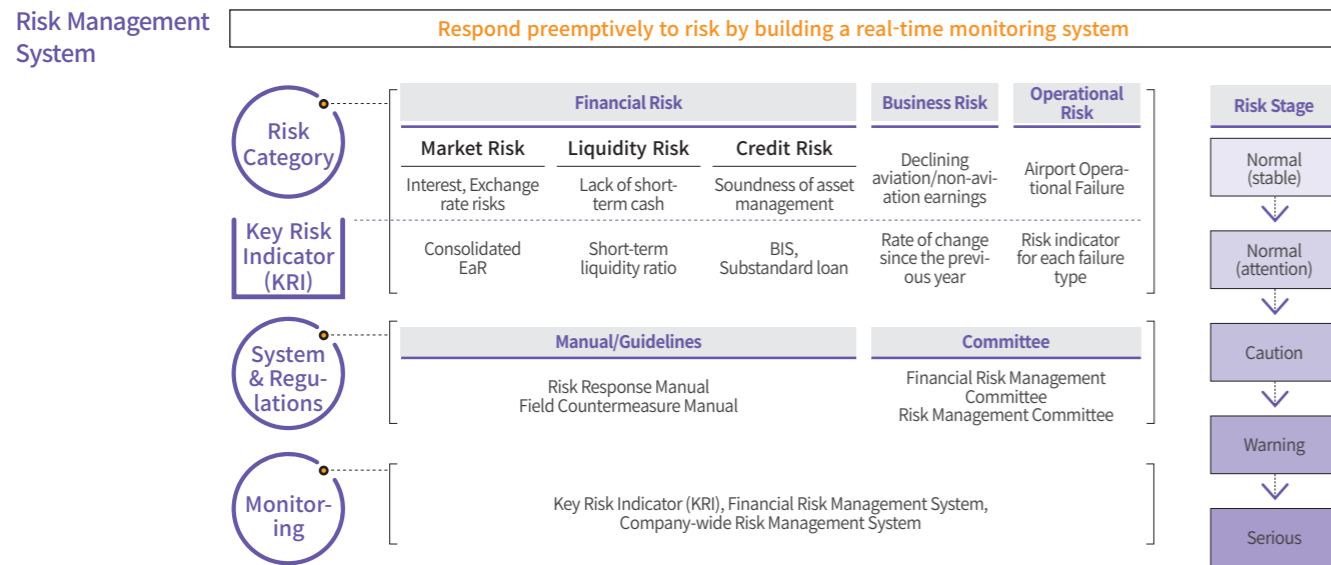 Risk Management
System
Respond preemptively to risk by building a real-time monitoring system
Risk
Category
Financial Risk
Business Risk
Operational
Risk
Market Risk
Liquidity Risk
Credit Risk
Interest, Exchange
rate risks
Lack of short-
term cash
Soundness of asset
management
Declining
aviation/non-avi-
ation earnings
Airport Opera-
tional Failure
Key Risk
Indicator
(KRI)
Consolidated
EaR
Short-term
liquidity ratio
BIS,
Substandard loan
Rate of change
since the previ-
ous year
Risk indicator
for each failure
type
System
& Regu-
lations
Manual/Guidelines
Committee
Risk Response Manual
Field Countermeasure Manual
Financial Risk Management
Committee
Risk Management Committee
Monitor-
ing
Key Risk Indicator (KRI), Financial Risk Management System,
Company-wide Risk Management System
Risk Stage
Normal
(stable)
Normal
(attention)
Caution
Warning
Serious